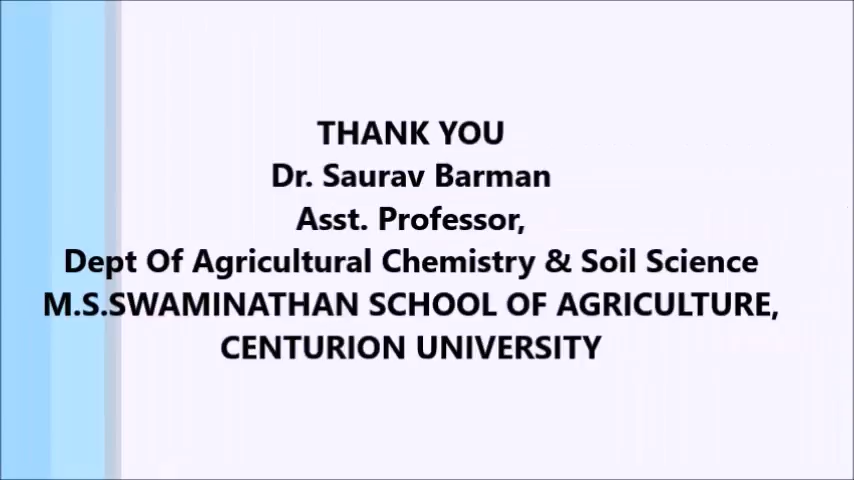 THANK YOU
Dr. Saurav Barman
Asst. Professor,
Dept Of Agricultural Chemistry & Soil Science
M.S.SWAMINATHAN SCHOOL OF AGRICULTURE,
CENTURION UNIVERSITY